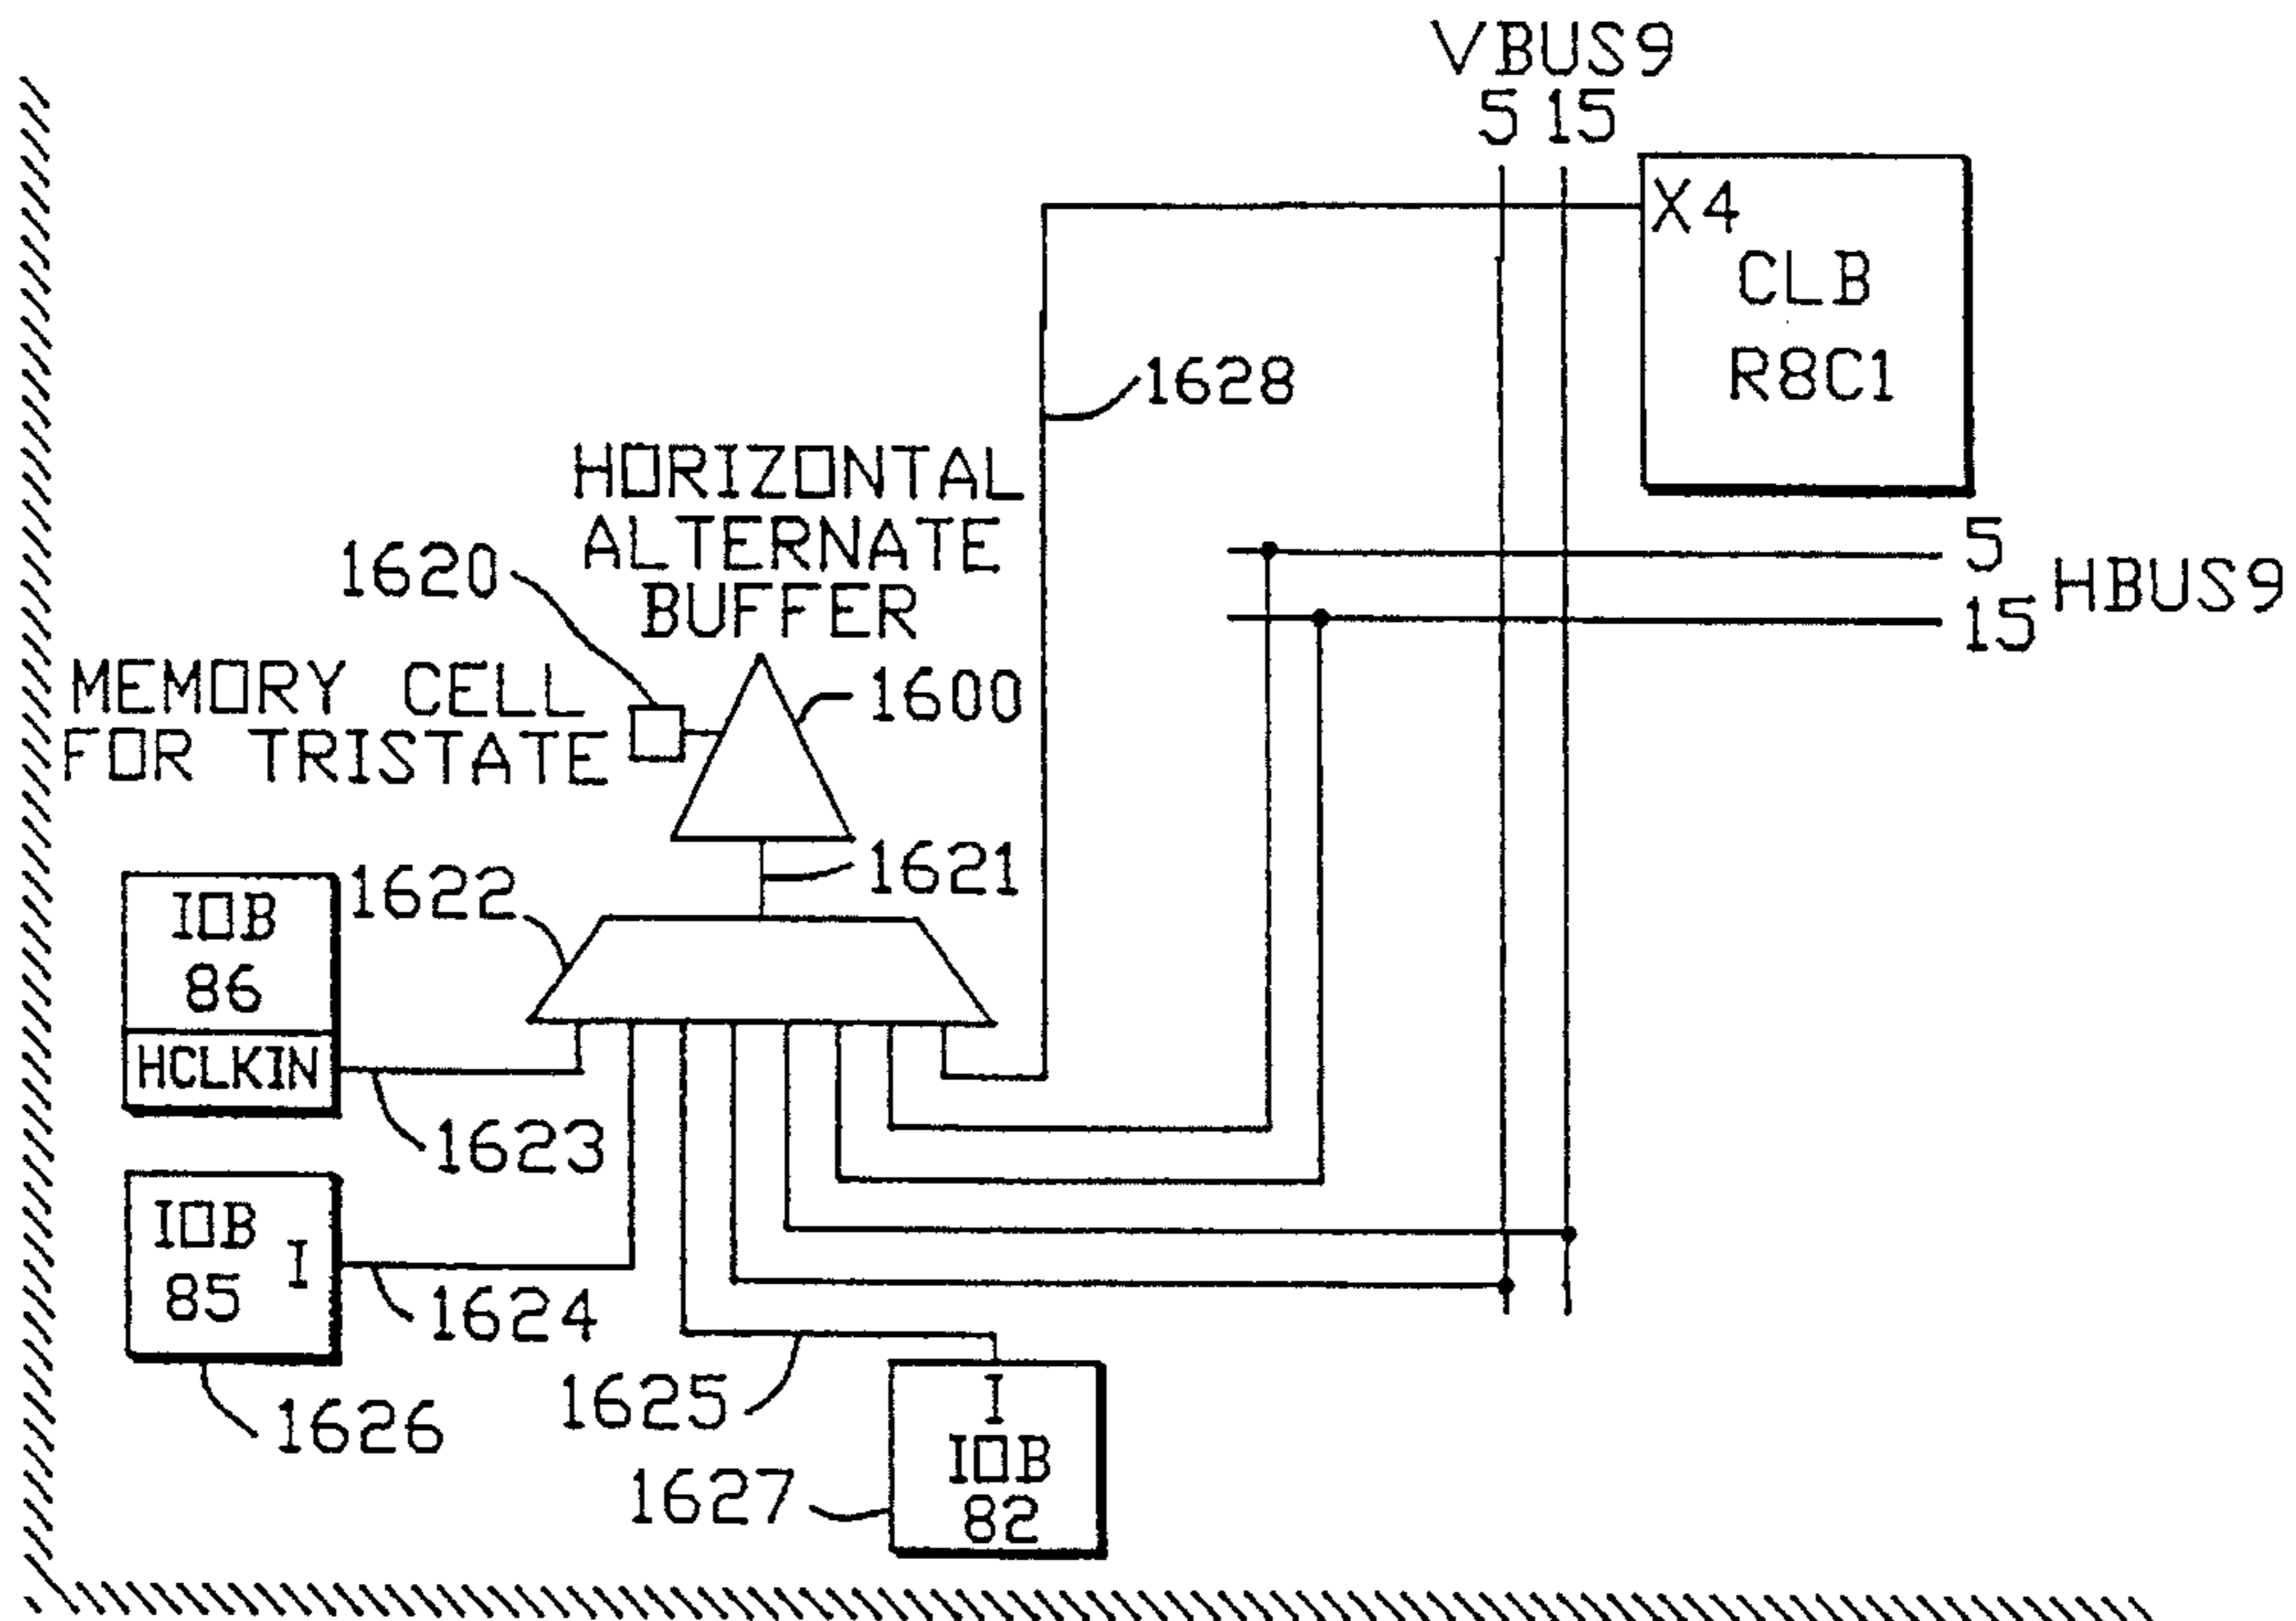 VBUS9
5 15
X4
CLB
R8C1
1628
HORIZONTAL
ALTERNATE
BUFFER
5
HBUS9
15
1620
1600
MEMORY CELL
FOR TRISTATE
1621
1622
IOB
86
HCLKIN
1623
IOB
85
I
1624
1625
1626
I
IOB
82
1627